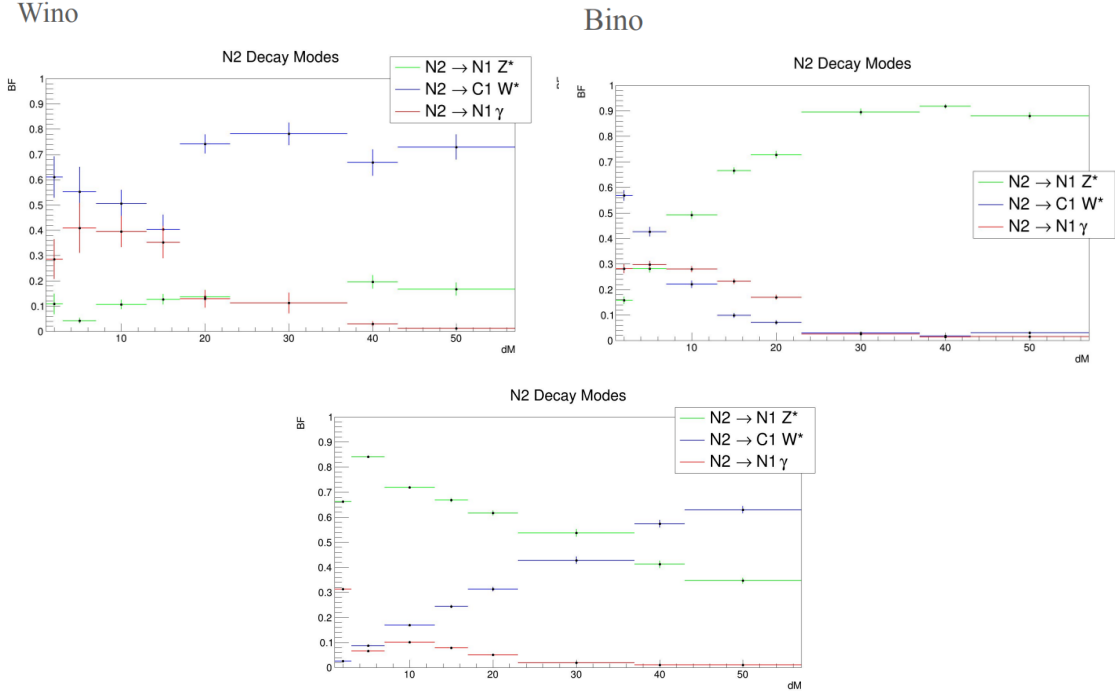 Wino
Bino
N2 Decay Modes
BF
N2 → N1 Z*
N2 → C1 W*
N2 → N1 γ
1
0.9
0.8
0.7
0.6
0.5
0.4
0.3
0.2
0.1
0
10
20
30
40
50
dM
N2 Decay Modes
BF
N2 → N1 Z*
N2 → C1 W*
N2 → N1 γ
1
0.9
0.8
0.7
0.6
0.5
0.4
0.3
0.2
0.1
0
10
20
30
40
50
dM
N2 Decay Modes
BF
N2 → N1 Z*
N2 → C1 W*
N2 → N1 γ
1
0.9
0.8
0.7
0.6
0.5
0.4
0.3
0.2
0.1
0
10
20
30
40
50
dM